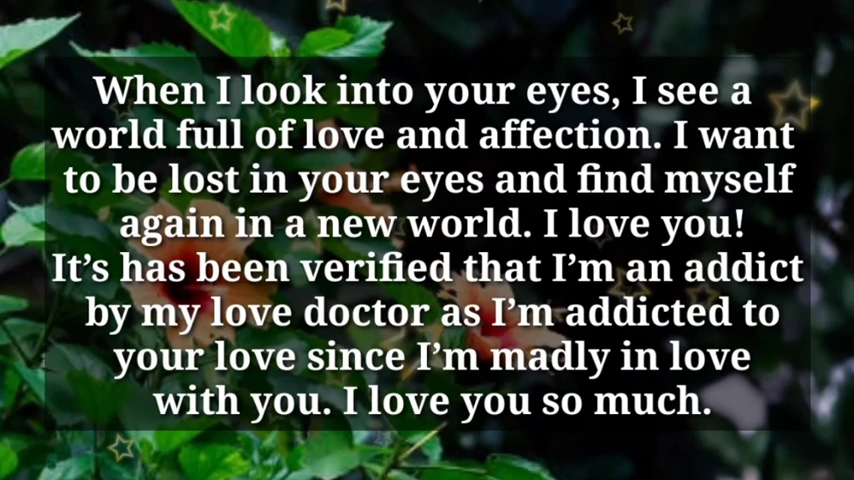 When I look into your eyes, I see a
world full of love and affection. I want
to be lost in your eyes and find myself
again in a new world. I love you!
It’s has been verified that I’m an addict
by my love doctor as I’m addicted to
your love since I’m madly in love
with you. I love you so much.